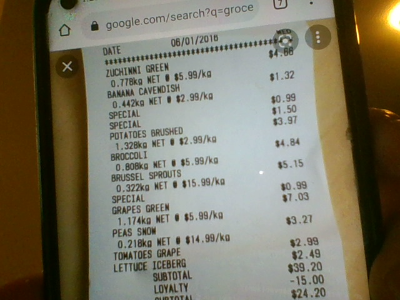 google.com/search?q=groce
7
DATE 06/01/2016 WED
ZUCHINNI GREEN $4.66
0.778kg NET @ $5.99/kg
BANANA CAVENDISH $1.32
0.442kg NET @ $2.99/kg
SPECIAL $0.99
SPECIAL $1.50
POTATOES BRUSHED $3.97
1.328kg NET @ $2.99/kg
BROCCOLI $4.84
0.808kg NET @ $5.99/kg
BRUSSEL SPROUTS $5.15
0.322kg NET @ $15.99/kg
SPECIAL $0.99
GRAPES GREEN $7.03
1.174kg NET @ $5.99/kg
PEAS SNOW $3.27
0.218kg NET @ $14.99/kg
TOMATOES GRAPE $2.99
LETTUCE ICEBERG $2.49
SUBTOTAL $39.20
LOYALTY -15.00
SUBTOTAL $24.20